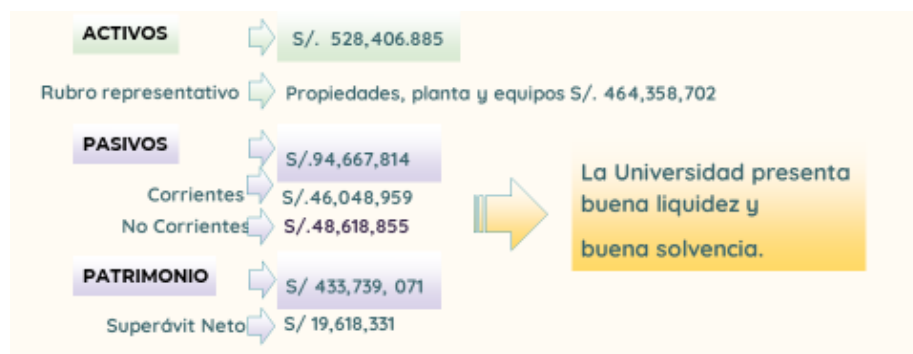 ACTIVOS S/. 528,406.885
Rubro representativo Propiedades, planta y equipos S/. 464,358,702
PASIVOS S/.94,667,814
Corrientes S/.46,048,959
No Corrientes S/.48,618,855
PATRIMONIO S/ 433,739, 071
Superávit Neto S/ 19,618,331
La Universidad presenta
buena liquidez y
buena solvencia.